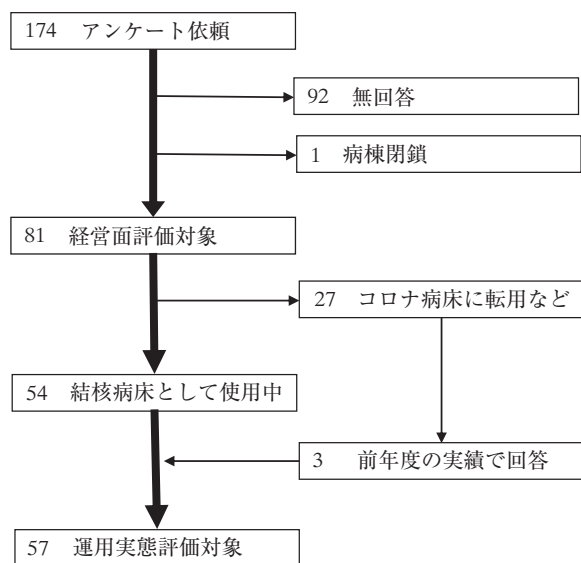 174 アンケート依頼
92 無回答
1 病棟閉鎖
81 経営面評価対象
27 コロナ病床に転用など
54 結核病床として使用中
3 前年度の実績で回答
57 運用実態評価対象